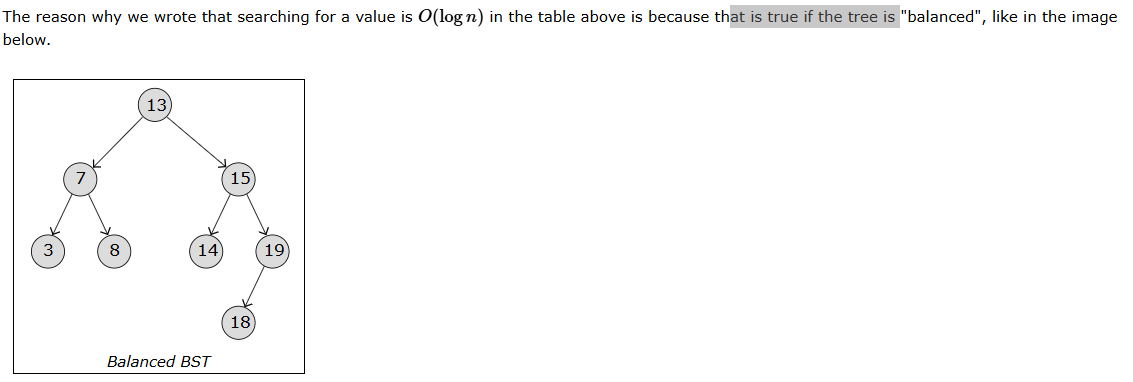 The reason why we wrote that searching for a value is O(log n) in the table above is because that is true if the tree is "balanced", like in the image
below.
13
7
15
3
8
14
19
18
Balanced BST